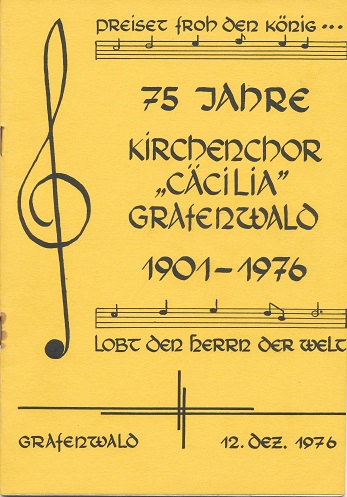 Preiset froh den König...
75 Jahre
Kirchenchor
„Cäcilia”
Grafenwald
1901-1976
Lobt den Herrn der Welt
Grafenwald 12. Dez. 1976